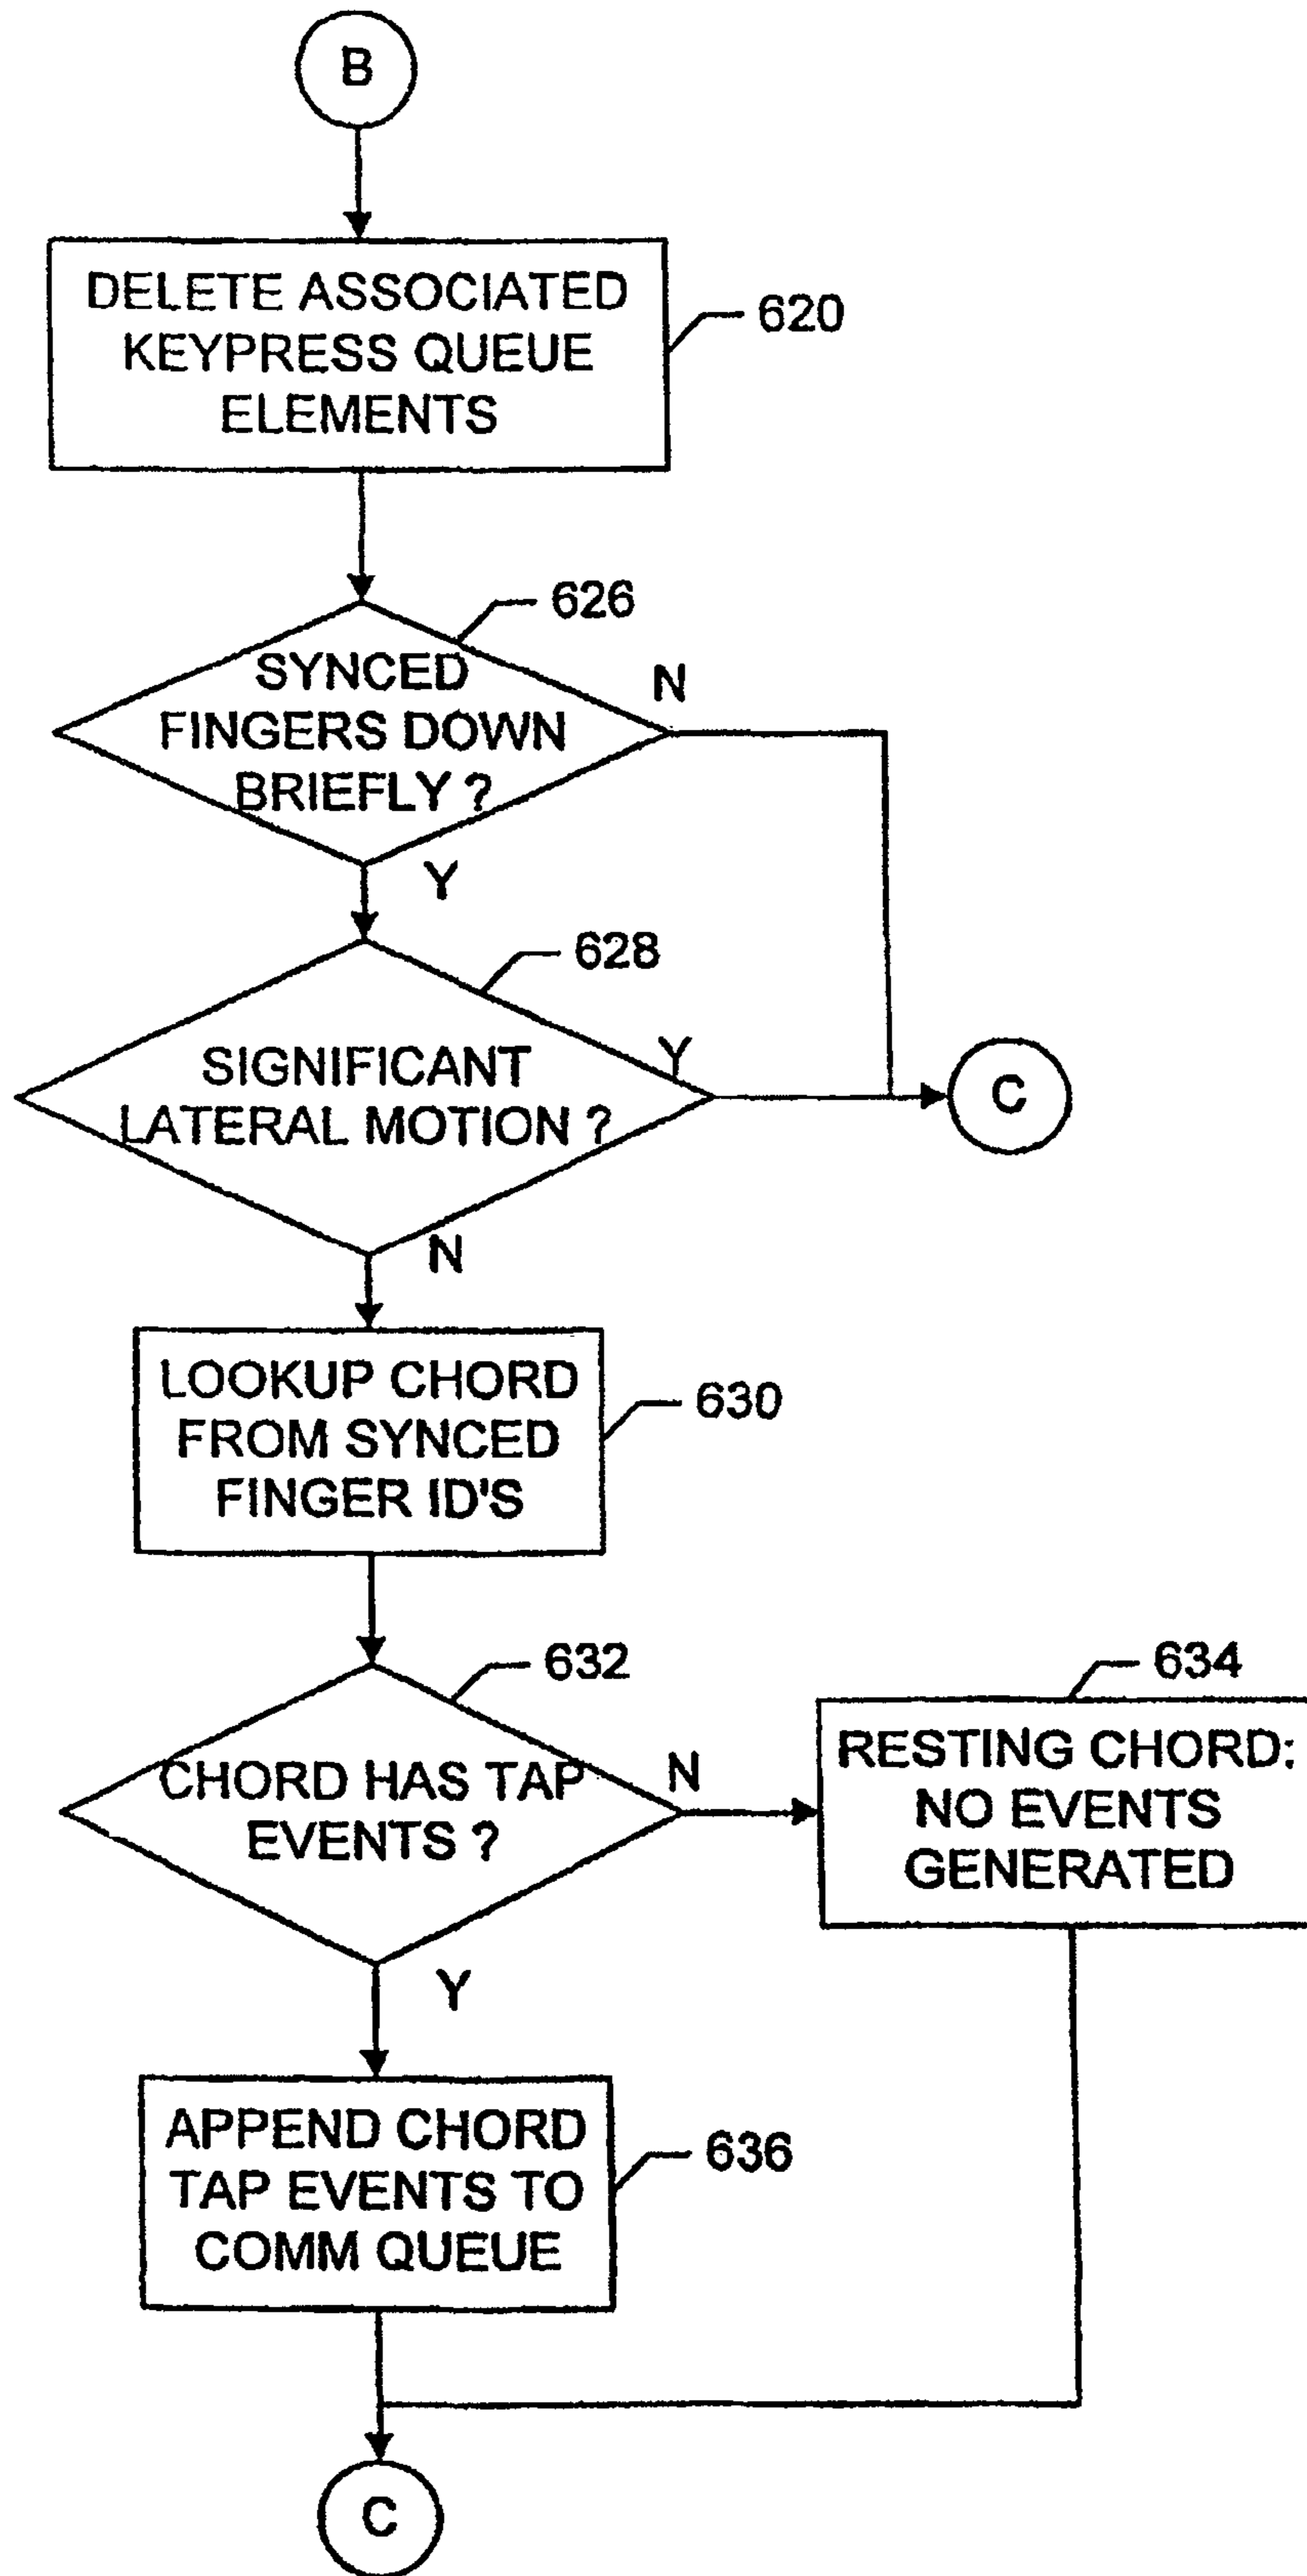 B
DELETE ASSOCIATED
KEYPRESS QUEUE
ELEMENTS
620
626
SYNCED
FINGERS DOWN
BRIEFLY ?
N
Y
628
SIGNIFICANT
LATERAL MOTION ?
Y
C
N
LOOKUP CHORD
FROM SYNCED
FINGER ID'S
630
632
CHORD HAS TAP
EVENTS ?
N
634
RESTING CHORD:
NO EVENTS
GENERATED
Y
APPEND CHORD
TAP EVENTS TO
COMM QUEUE
636
C